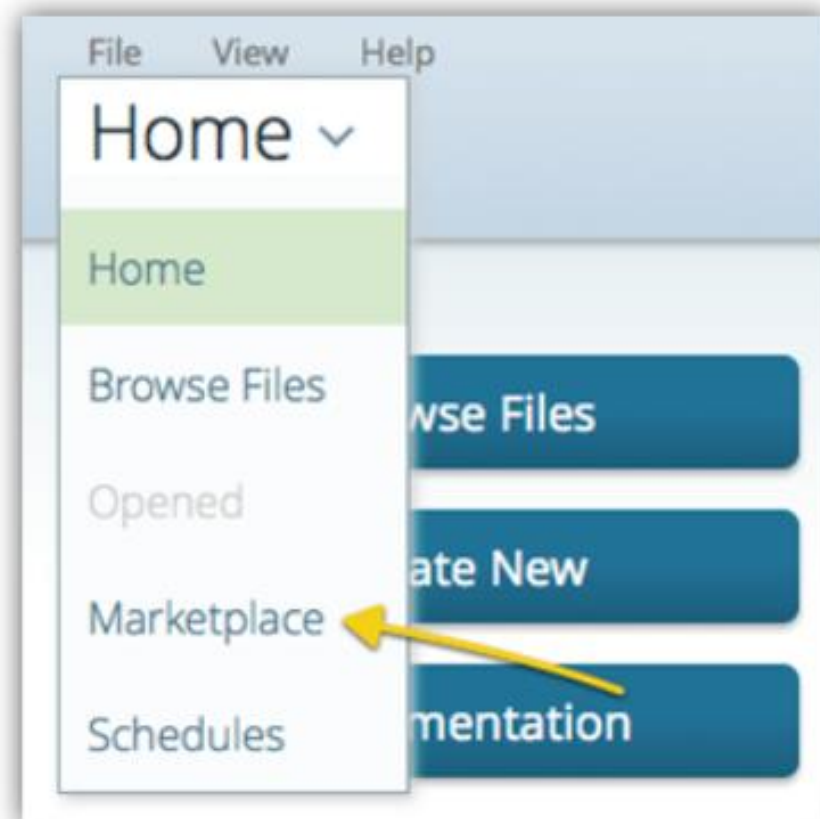 File View Help
Home
Home
Browse Files
wse Files
Opened
ate New
Marketplace
mentation
Schedules